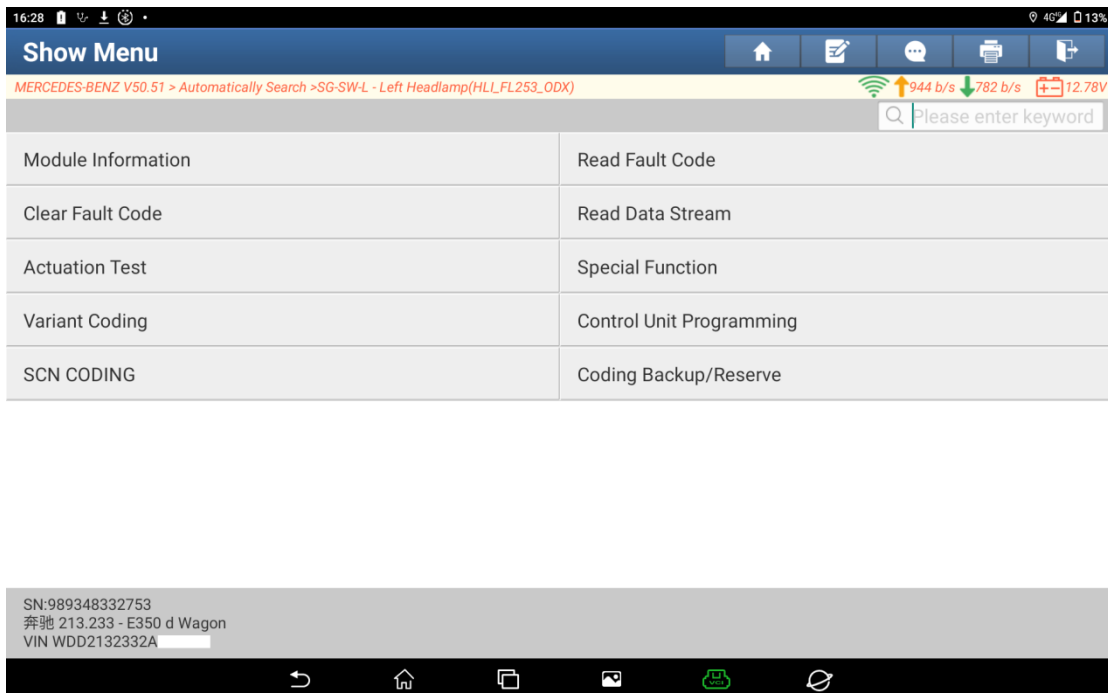 16:28
4G 4G 13%
Show Menu
MERCEDES-BENZ V50.51 > Automatically Search >SG-SW-L - Left Headlamp(HLI_FL253_ODX)
944 b/s 782 b/s 12.78V
Please enter keyword
Module Information
Read Fault Code
Clear Fault Code
Read Data Stream
Actuation Test
Special Function
Variant Coding
Control Unit Programming
SCN CODING
Coding Backup/Reserve
SN:989348332753
奔驰 213.233 - E350 d Wagon
VIN WDD2132332A
VCI